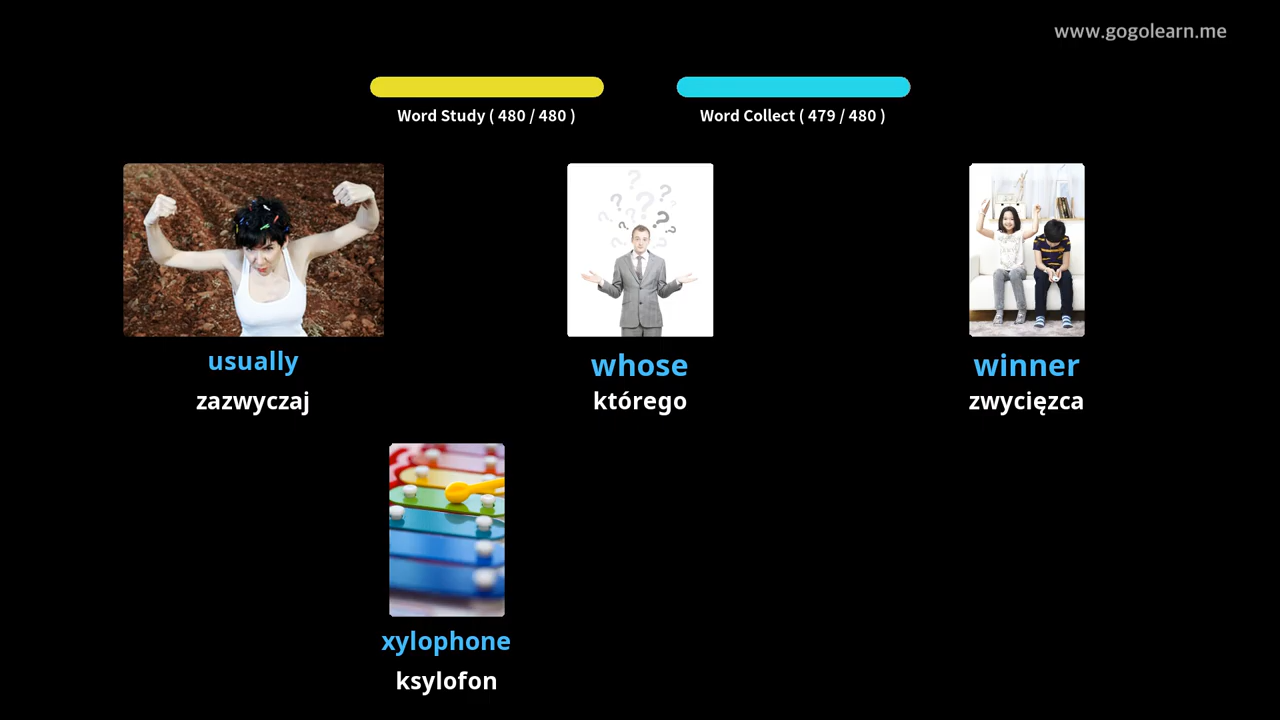 www.gogolearn.me
Word Study ( 480 / 480 )
Word Collect ( 479 / 480 )
usually
whose
winner
zazwyczaj
którego
zwycięzca
xylophone
ksylofon